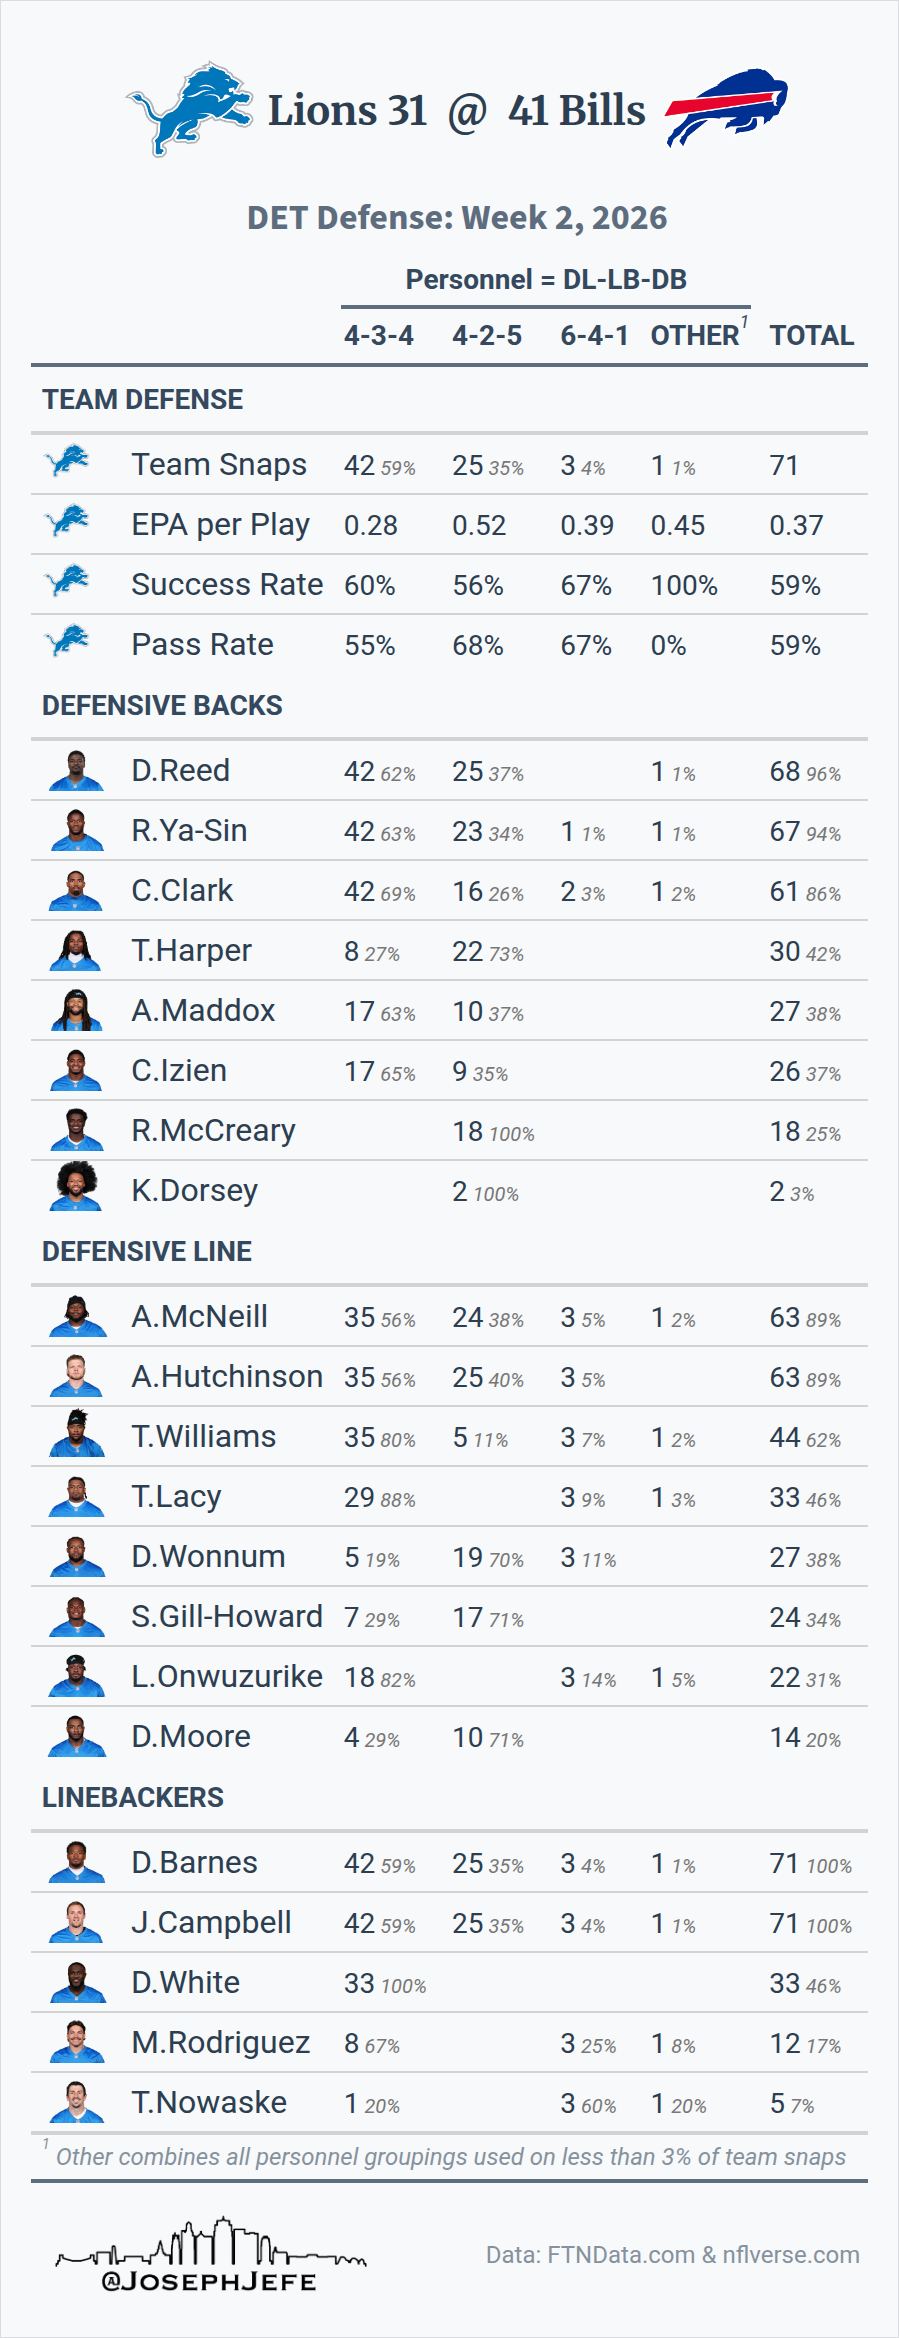 Lions 31 @ 41 Bills
DET Defense: Week 2, 2026
Personnel = DL-LB-DB
4-3-4 4-2-5 6-4-1 OTHER1 TOTAL
TEAM DEFENSE
Team Snaps 42 59% 25 35% 3 4% 1 1% 71
EPA per Play 0.28 0.52 0.39 0.45 0.37
Success Rate 60% 56% 67% 100% 59%
Pass Rate 55% 68% 67% 0% 59%
DEFENSIVE BACKS
D.Reed 42 62% 25 37% 1 1% 68 96%
R.Ya-Sin 42 63% 23 34% 1 1% 1 1% 67 94%
C.Clark 42 69% 16 26% 2 3% 1 2% 61 86%
T.Harper 8 27% 22 73% 30 42%
A.Maddox 17 63% 10 37% 27 38%
C.Izien 17 65% 9 35% 26 37%
R.McCreary 18 100% 18 25%
K.Dorsey 2 100% 2 3%
DEFENSIVE LINE
A.McNeill 35 56% 24 38% 3 5% 1 2% 63 89%
A.Hutchinson 35 56% 25 40% 3 5% 63 89%
T.Williams 35 80% 5 11% 3 7% 1 2% 44 62%
T.Lacy 29 88% 3 9% 1 3% 33 46%
D.Wonnum 5 19% 19 70% 3 11% 27 38%
S.Gill-Howard 7 29% 17 71% 24 34%
L.Onwuzurike 18 82% 3 14% 1 5% 22 31%
D.Moore 4 29% 10 71% 14 20%
LINEBACKERS
D.Barnes 42 59% 25 35% 3 4% 1 1% 71 100%
J.Campbell 42 59% 25 35% 3 4% 1 1% 71 100%
D.White 33 100% 33 46%
M.Rodriguez 8 67% 3 25% 1 8% 12 17%
T.Nowaske 1 20% 3 60% 1 20% 5 7%
1 Other combines all personnel groupings used on less than 3% of team snaps
@JOSEPHJEFE
Data: FTNData.com & nflverse.com